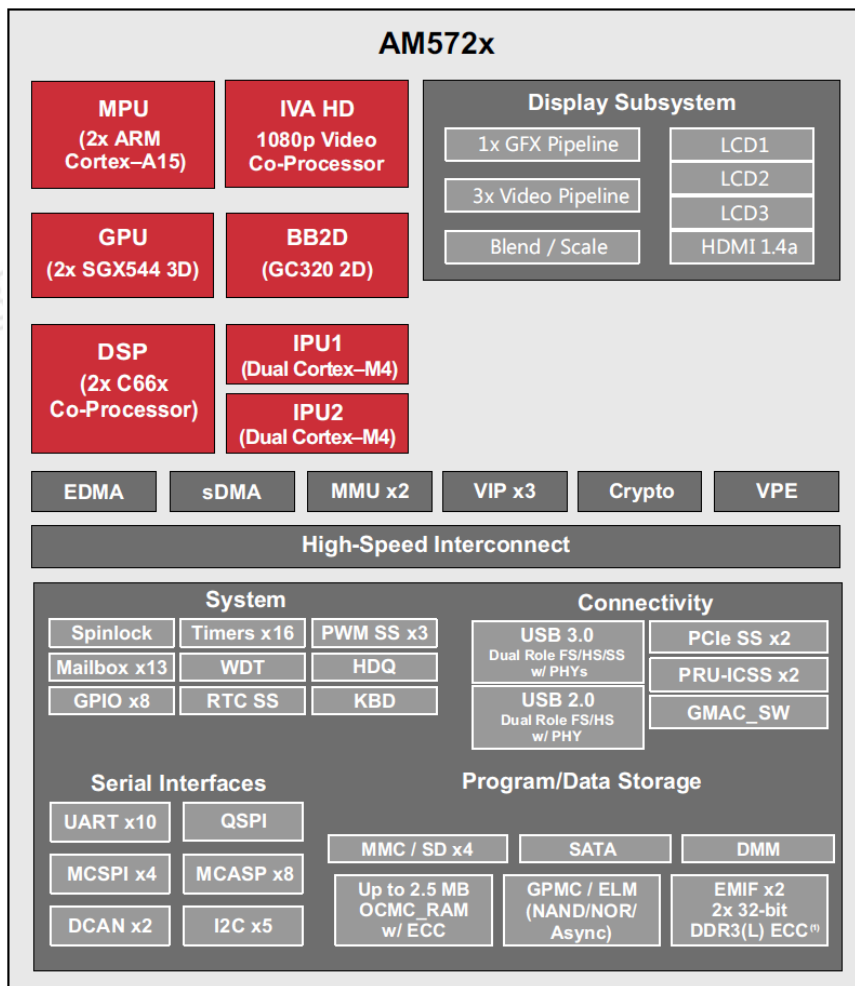 AM572x
MPU
(2x ARM
Cortex–A15)
IVA HD
1080p Video
Co-Processor
Display Subsystem
1x GFX Pipeline
3x Video Pipeline
Blend / Scale
LCD1
LCD2
LCD3
HDMI 1.4a
GPU
(2x SGX544 3D)
BB2D
(GC320 2D)
DSP
(2x C66x
Co-Processor)
IPU1
(Dual Cortex–M4)
IPU2
(Dual Cortex–M4)
EDMA
sDMA
MMU x2
VIP x3
Crypto
VPE
High-Speed Interconnect
System
Spinlock
Timers x16
PWM SS x3
Mailbox x13
WDT
HDQ
GPIO x8
RTC SS
KBD
Connectivity
USB 3.0
Dual Role FS/HS/SS
w/ PHYs
USB 2.0
Dual Role FS/HS
w/ PHY
PCIe SS x2
PRU-ICSS x2
GMAC_SW
Serial Interfaces
UART x10
QSPI
MCSPI x4
MCASP x8
DCAN x2
I2C x5
Program/Data Storage
MMC / SD x4
SATA
DMM
Up to 2.5 MB
OCMC_RAM
w/ ECC
GPMC / ELM
(NAND/NOR/
Async)
EMIF x2
2x 32-bit
DDR3(L) ECC⁽¹⁾